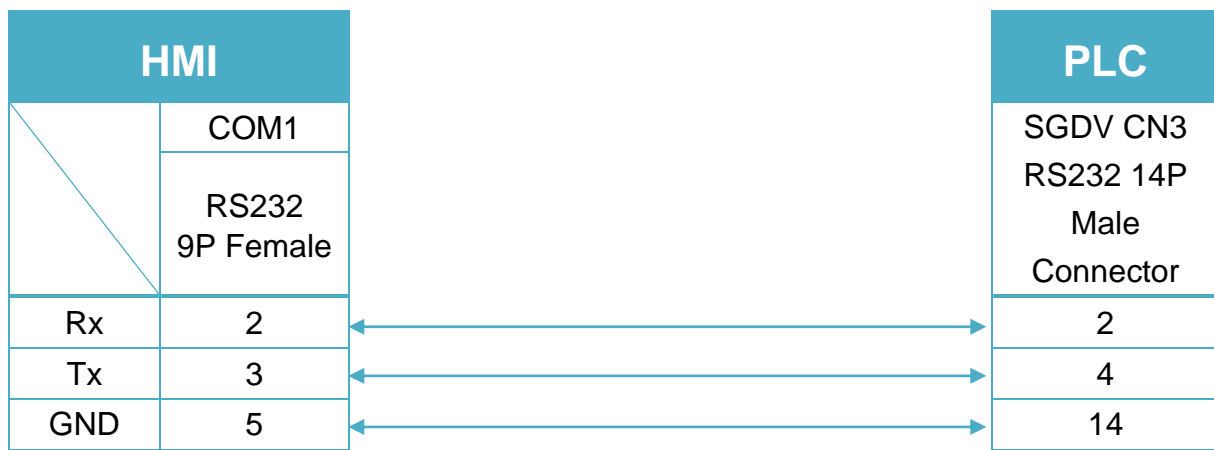 HMI
PLC
COM1
RS232
9P Female
SGDV CN3
RS232 14P
Male
Connector
Rx 2 2
Tx 3 4
GND 5 14